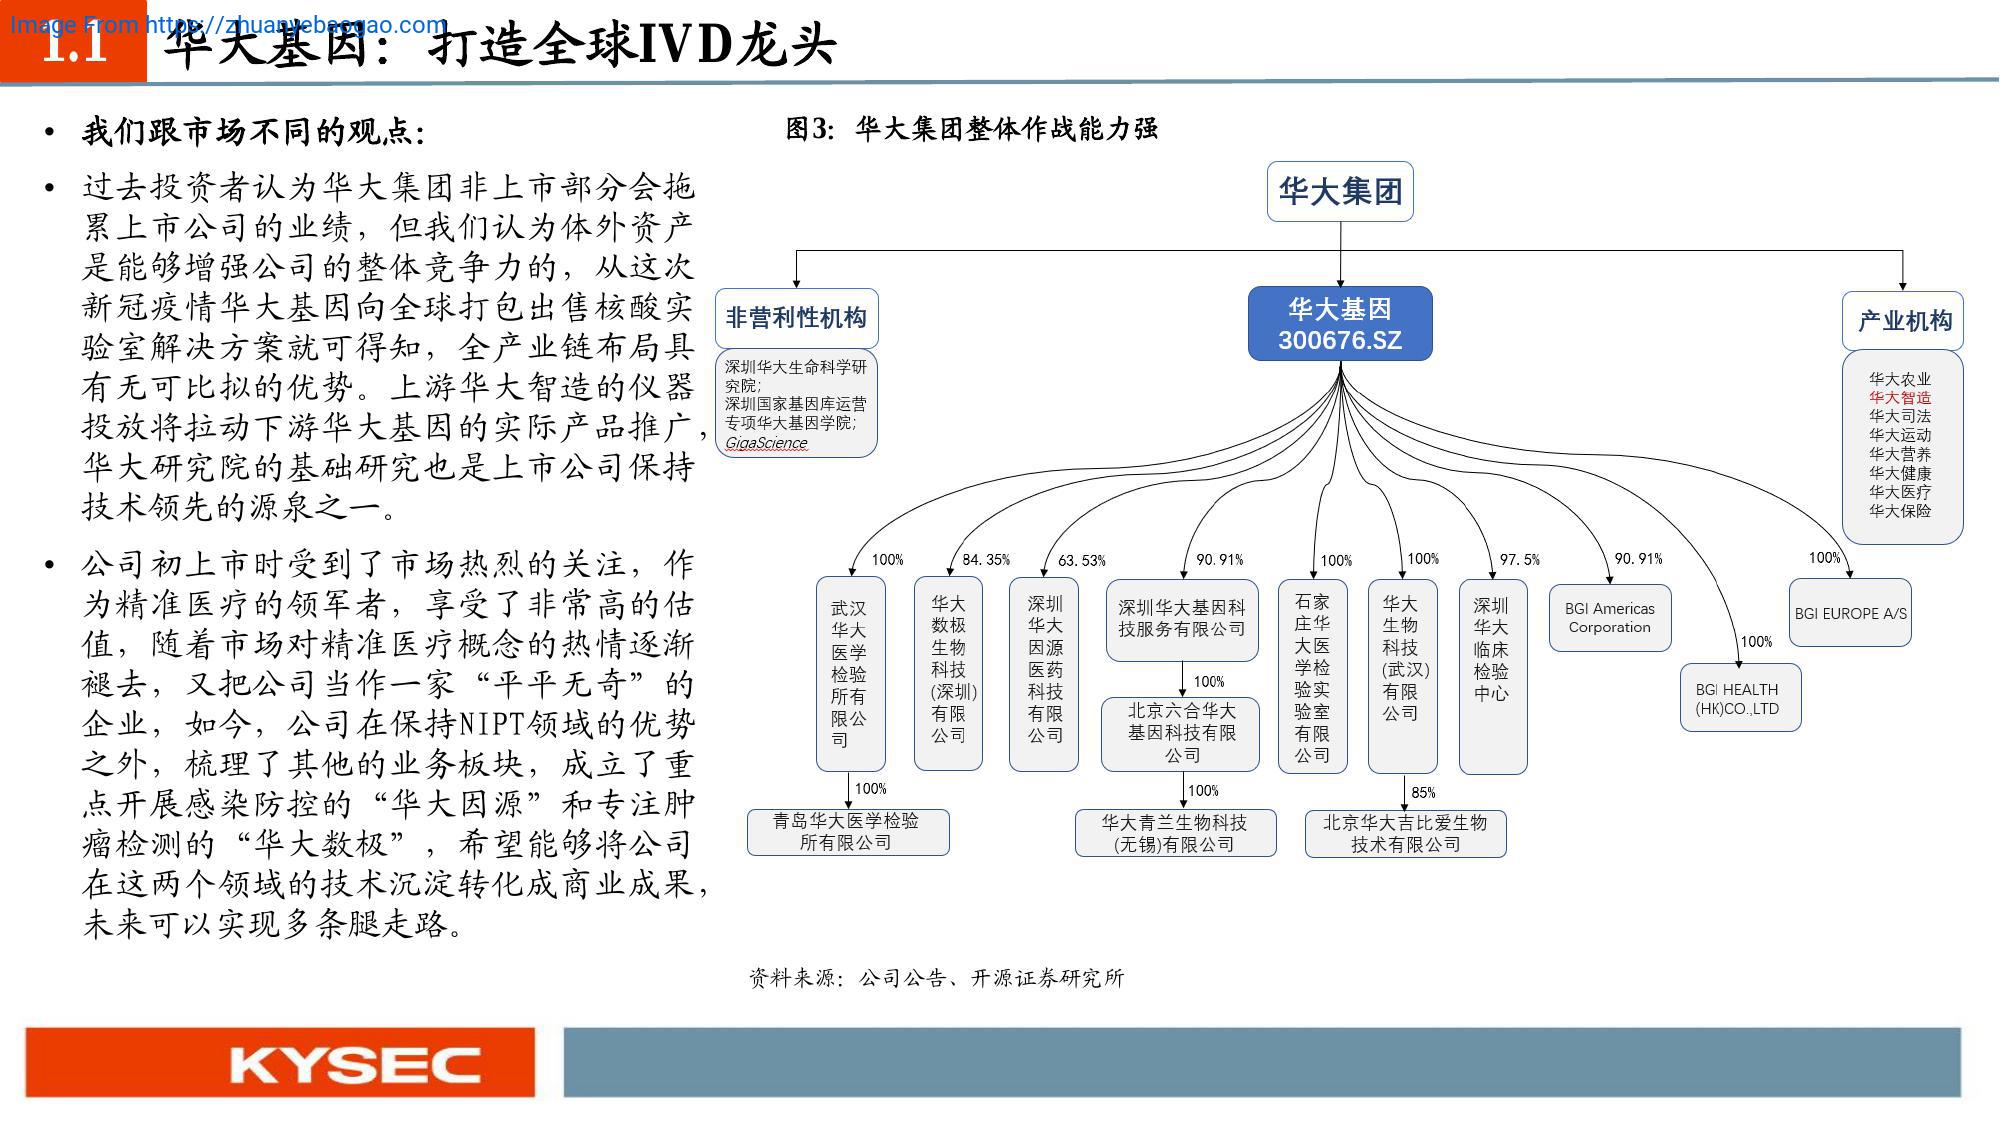 Image From https://zhuanyebaogao.com
1.1
华大基因：打造全球IVD龙头
• 我们跟市场不同的观点：
• 过去投资者认为华大集团非上市部分会拖
累上市公司的业绩，但我们认为体外资产
是能够增强公司的整体竞争力的，从这次
新冠疫情华大基因向全球打包出售核酸实
验室解决方案就可得知，全产业链布局具
有无可比拟的优势。上游华大智造的仪器
投放将拉动下游华大基因的实际产品推广，
华大研究院的基础研究也是上市公司保持
技术领先的源泉之一。
• 公司初上市时受到了市场热烈的关注，作
为精准医疗的领军者，享受了非常高的估
值，随着市场对精准医疗概念的热情逐渐
褪去，又把公司当作一家“平平无奇”的
企业，如今，公司在保持NIPT领域的优势
之外，梳理了其他的业务板块，成立了重
点开展感染防控的“华大因源”和专注肿
瘤检测的“华大数极”，希望能够将公司
在这两个领域的技术沉淀转化成商业成果，
未来可以实现多条腿走路。
图3：华大集团整体作战能力强
华大集团
非营利性机构
深圳华大生命科学研
究院；
深圳国家基因库运营
专项华大基因学院；
GigaScience
华大基因
300676.SZ
产业机构
华大农业
华大智造
华大司法
华大运动
华大营养
华大健康
华大医疗
华大保险
100%
84.35%
63.53%
90.91%
100%
100%
97.5%
90.91%
100%
100%
武汉
华大
医学
检验
所有
限公
司
华大
数极
生物
科技
(深圳)
有限
公司
深圳
华大
因源
医药
科技
有限
公司
深圳华大基因科
技服务有限公司
100%
北京六合华大
基因科技有限
公司
石家
庄华
大医
学检
验实
验室
有限
公司
华大
生物
科技
(武汉)
有限
公司
深圳
华大
临床
检验
中心
BGI Americas
Corporation
BGI HEALTH
(HK)CO.,LTD
BGI EUROPE A/S
100%
青岛华大医学检验
所有限公司
100%
华大青兰生物科技
(无锡)有限公司
85%
北京华大吉比爱生物
技术有限公司
资料来源：公司公告、开源证券研究所
KYSEC